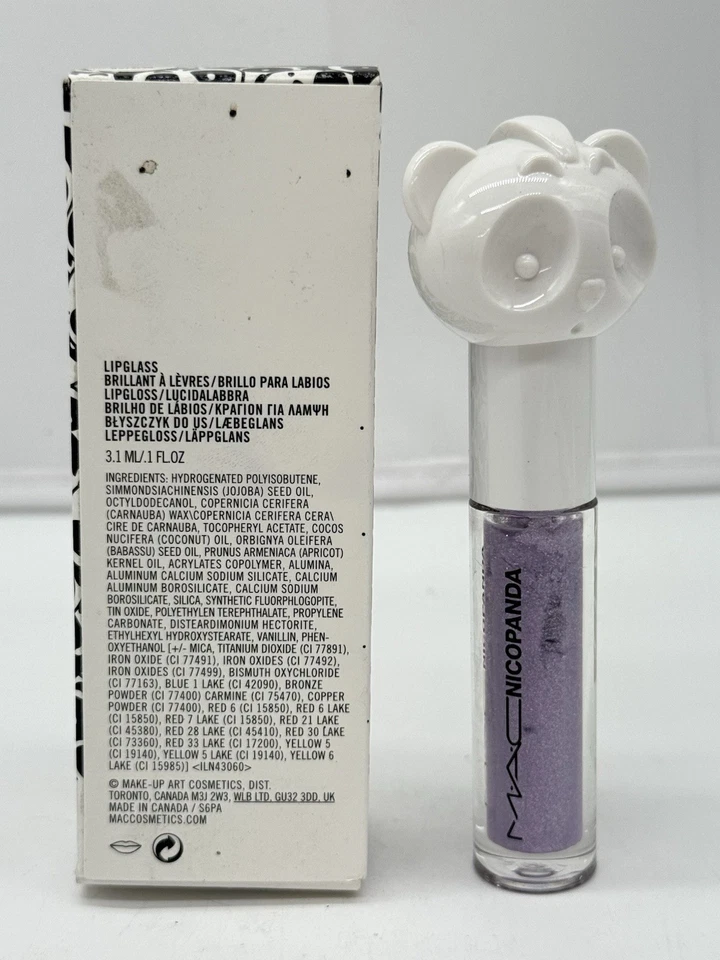 LIPGLASS
BRILLANT À LÈVRES/BRILLO PARA LABIOS
LIPGLOSS/LUCIDALABBRA
BRILHO DE LÁBIOS/ΚΡΑΓΙΟΝ ΓΙΑ ΛΑΜΨΗ
BŁYSZCZYK DO US/LÆBEGLANS
LEPPEGLOSS/LÄPPGLANS
3.1 ML/.1 FL.OZ
INGREDIENTS: HYDROGENATED POLYISOBUTENE,
SIMMONDSIACHINENSIS (JOJOBA) SEED OIL,
OCTYLDODECANOL, COPERNICIA CERIFERA
(CARNAUBA) WAX\COPERNICIA CERIFERA CERA\
CIRE DE CARNAUBA, TOCOPHERYL ACETATE, COCOS
NUCIFERA (COCONUT) OIL, ORBIGNYA OLEIFERA
(BABASSU) SEED OIL, PRUNUS ARMENIACA (APRICOT)
KERNEL OIL, ACRYLATES COPOLYMER, ALUMINA,
ALUMINUM CALCIUM SODIUM SILICATE, CALCIUM
ALUMINUM BOROSILICATE, CALCIUM SODIUM
BOROSILICATE, SILICA, SYNTHETIC FLUORPHLOGOPITE,
TIN OXIDE, POLYETHYLEN TEREPHTHALATE, PROPYLENE
CARBONATE, DISTEARDIMONIUM HECTORITE,
ETHYLHEXYL HYDROXYSTEARATE, VANILLIN, PHEN-
OXYETHANOL [+/- MICA, TITANIUM DIOXIDE (CI 77891),
IRON OXIDE (CI 77491), IRON OXIDES (CI 77492),
IRON OXIDES (CI 77499), BISMUTH OXYCHLORIDE
(CI 77163), BLUE 1 LAKE (CI 42090), BRONZE
POWDER (CI 77400) CARMINE (CI 75470), COPPER
POWDER (CI 77400), RED 6 (CI 15850), RED 6 LAKE
(CI 15850), RED 7 LAKE (CI 15850), RED 21 LAKE
(CI 45380), RED 28 LAKE (CI 45410), RED 30 LAKE
(CI 73360), RED 33 LAKE (CI 17200), YELLOW 5
(CI 19140), YELLOW 5 LAKE (CI 19140), YELLOW 6
LAKE (CI 15985)] <ILN43060>
© MAKE-UP ART COSMETICS, DIST.
TORONTO, CANADA M3J 2W3, WLB LTD. GU32 3DD. UK
MADE IN CANADA / S6PA
MACCOSMETICS.COM
MAC NICOPANDA